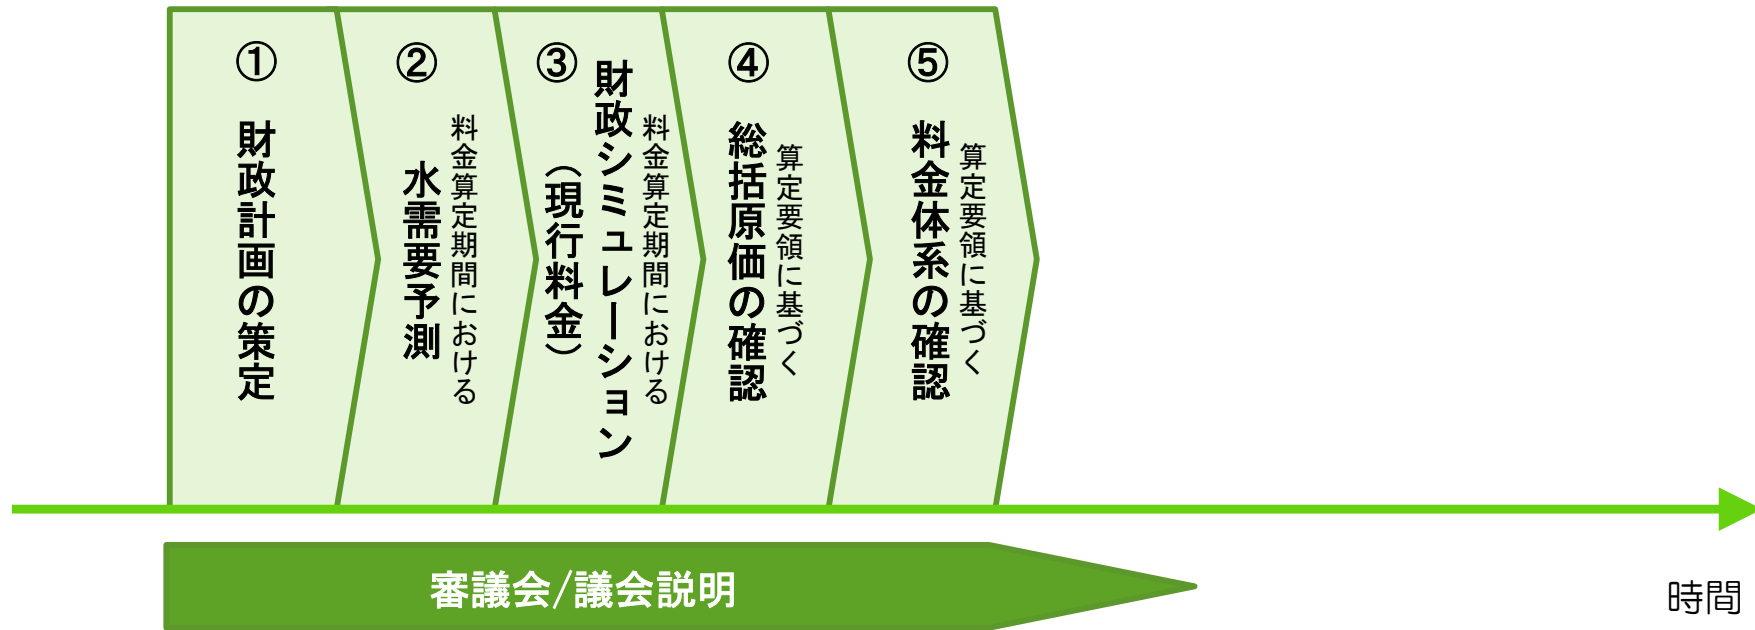 ①
財政計画の策定
②
料金算定期間における
水需要予測
③
料金算定期間における
財政シミュレーション
（現行料金）
④
算定要領に基づく
総括原価の確認
⑤
算定要領に基づく
料金体系の確認
審議会/議会説明
時間